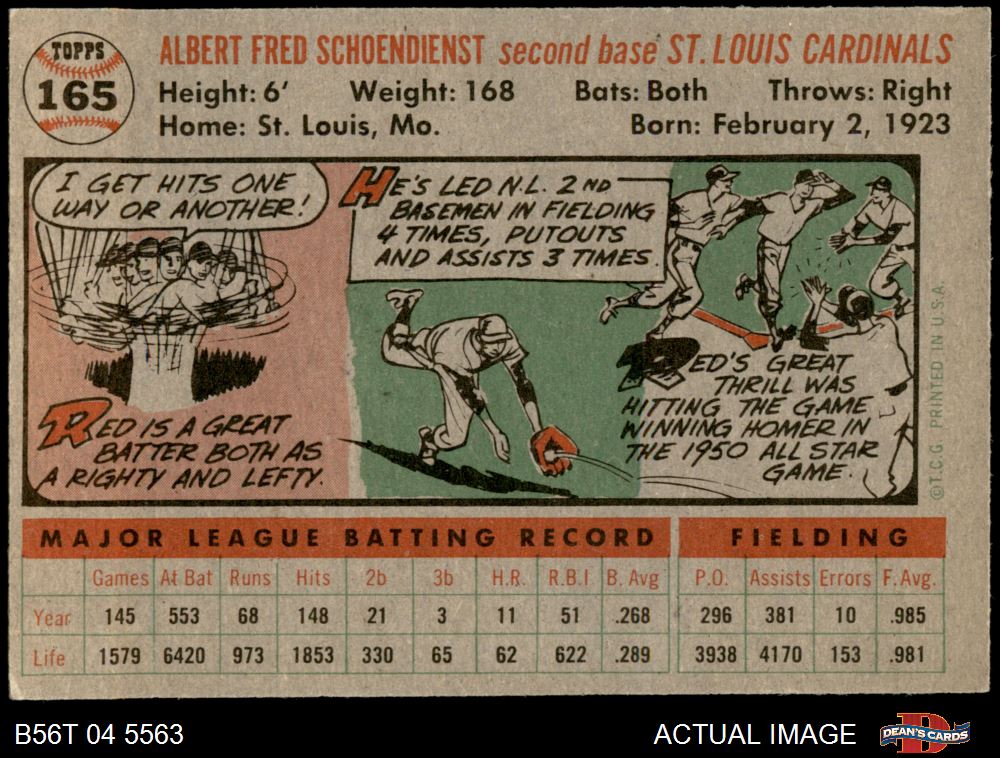 TOPPS
165
ALBERT FRED SCHOENDIENST second base ST. LOUIS CARDINALS
Height: 6' Weight: 168 Bats: Both Throws: Right
Home: St. Louis, Mo. Born: February 2, 1923
I GET HITS ONE
WAY OR ANOTHER!
RED IS A GREAT
BATTER BOTH AS
A RIGHTY AND LEFTY.
HE'S LED N.L. 2ND
BASEMEN IN FIELDING
4 TIMES, PUTOUTS
AND ASSISTS 3 TIMES.
RED'S GREAT
THRILL WAS
HITTING THE GAME
WINNING HOMER IN
THE 1950 ALL STAR
GAME.
©T.C.G. PRINTED IN U.S.A.
MAJOR LEAGUE BATTING RECORD FIELDING
Games At Bat Runs Hits 2b 3b H.R. R.B.I B. Avg P.O. Assists Errors F. Avg.
Year 145 553 68 148 21 3 11 51 .268 296 381 10 .985
Life 1579 6420 973 1853 330 65 62 622 .289 3938 4170 153 .981
B56T 04 5563 ACTUAL IMAGE DEAN'S CARDS